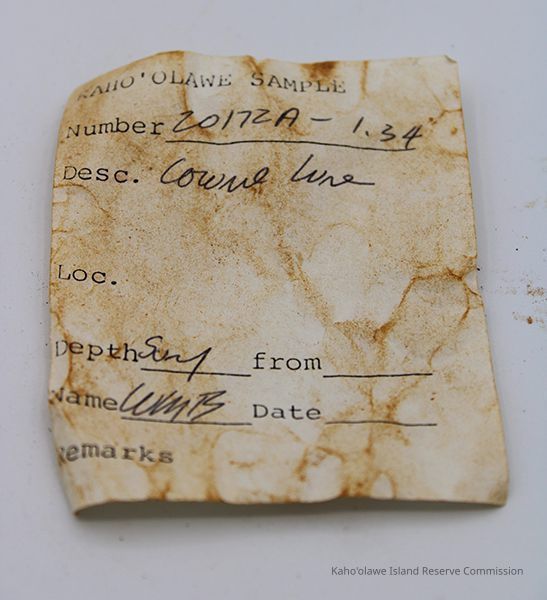 KAHO'OLAWE SAMPLE
Number 20172A - 1.34
Desc. Cowrie lure
Loc.
Depth Surf from
Name WMB Date
Remarks
Kaho'olawe Island Reserve Commission